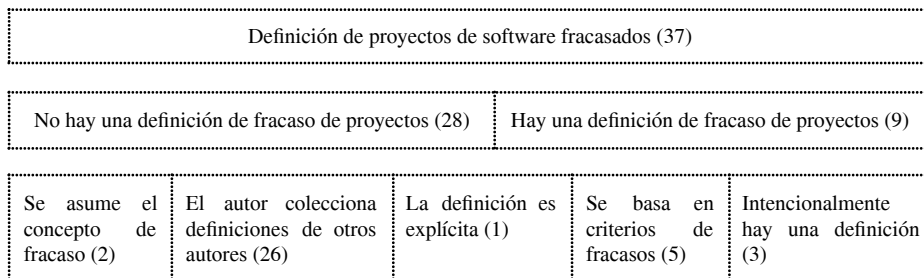 Definición de proyectos de software fracasados (37)
No hay una definición de fracaso de proyectos (28)
Hay una definición de fracaso de proyectos (9)
Se asume el
concepto de
fracaso (2)
El autor colecciona
definiciones de otros
autores (26)
La definición es
explícita (1)
Se basa en
criterios de
fracasos (5)
Intencionalmente
hay una definición
(3)